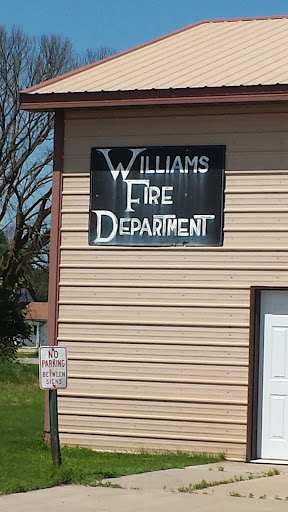 WILLIAMS
FIRE
DEPARTMENT
NO
PARKING
BETWEEN
SIGNS